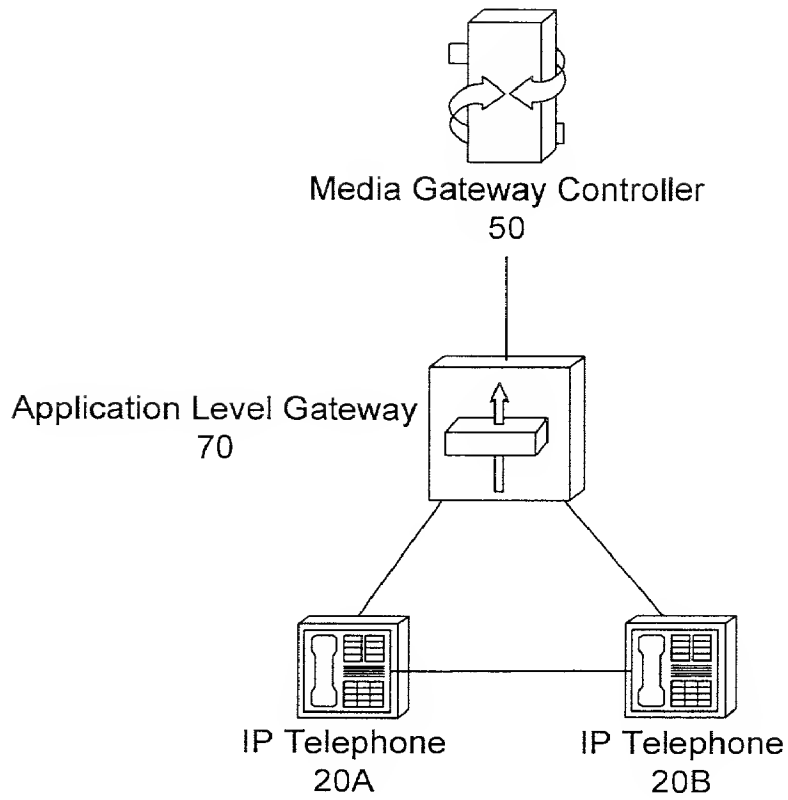 Media Gateway Controller
50
Application Level Gateway
70
IP Telephone
20A
IP Telephone
20B